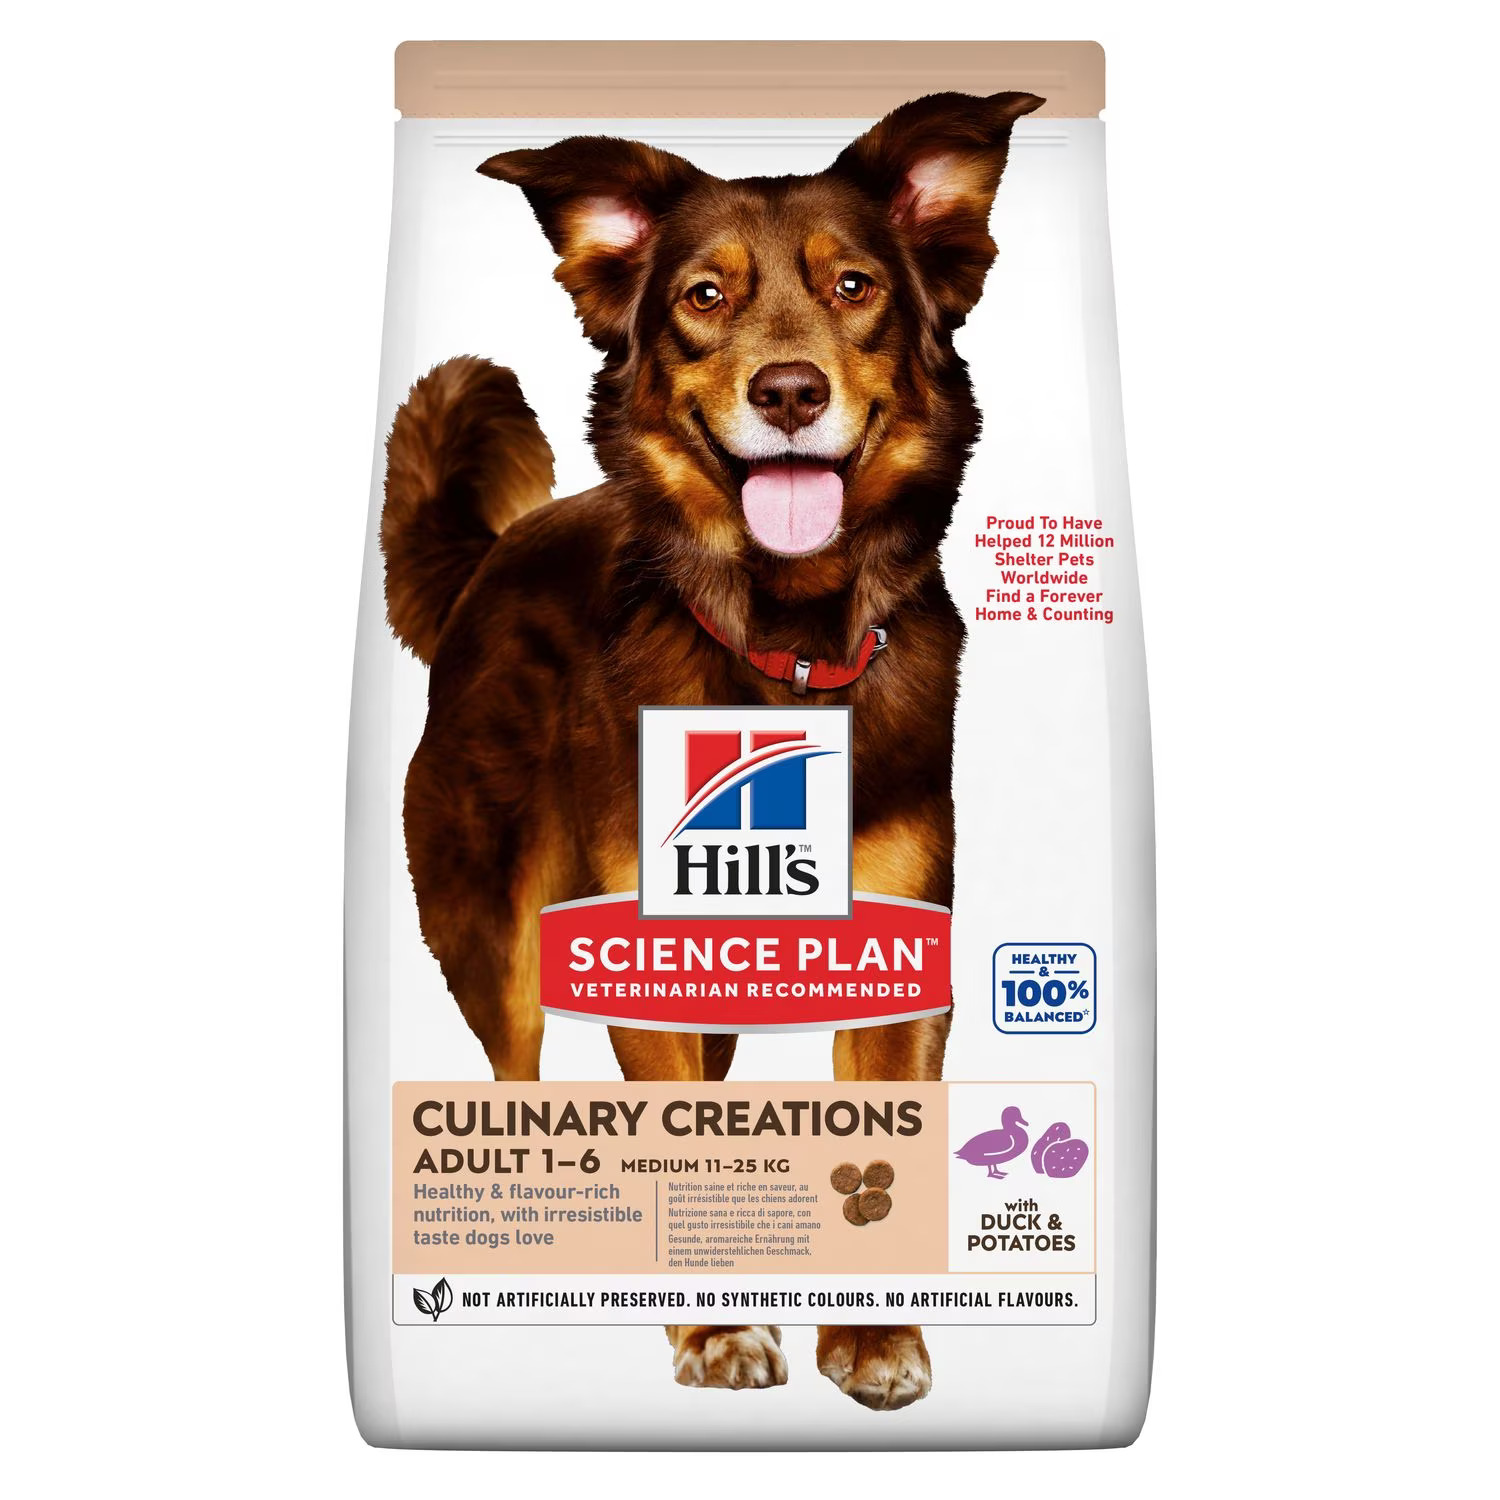 Proud To Have
Helped 12 Million
Shelter Pets
Worldwide
Find a Forever
Home & Counting
Hill's™
SCIENCE PLAN™
VETERINARIAN RECOMMENDED
HEALTHY
&
100%
BALANCED☆
CULINARY CREATIONS
ADULT 1–6 MEDIUM 11–25 KG
Healthy & flavour-rich
nutrition, with irresistible
taste dogs love
Nutrition saine et riche en saveur, au
goût irrésistible que les chiens adorent
Nutrizione sana e ricca di sapore, con
quel gusto irresistibile che i cani amano
Gesunde, aromareiche Ernährung mit
einem unwiderstehlichen Geschmack,
den Hunde lieben
with
DUCK &
POTATOES
NOT ARTIFICIALLY PRESERVED. NO SYNTHETIC COLOURS. NO ARTIFICIAL FLAVOURS.